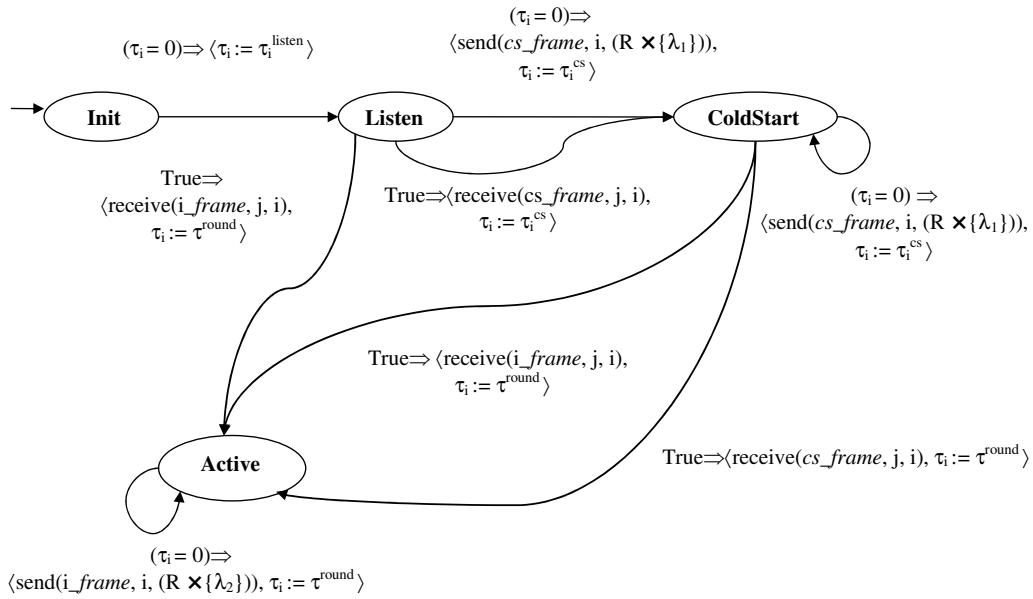 (τi = 0)⇒ ⟨τi := τi^listen⟩
(τi = 0)⇒
⟨send(cs_frame, i, (R ×{λ1})),
τi := τi^cs⟩
Init
Listen
ColdStart
True⇒
⟨receive(i_frame, j, i),
τi := τ^round⟩
True⇒⟨receive(cs_frame, j, i),
τi := τi^cs⟩
(τi = 0) ⇒
⟨send(cs_frame, i, (R ×{λ1})),
τi := τi^cs⟩
True⇒ ⟨receive(i_frame, j, i),
τi := τ^round⟩
Active
True⇒⟨receive(cs_frame, j, i), τi := τ^round⟩
(τi = 0)⇒
⟨send(i_frame, i, (R ×{λ2})), τi := τ^round⟩